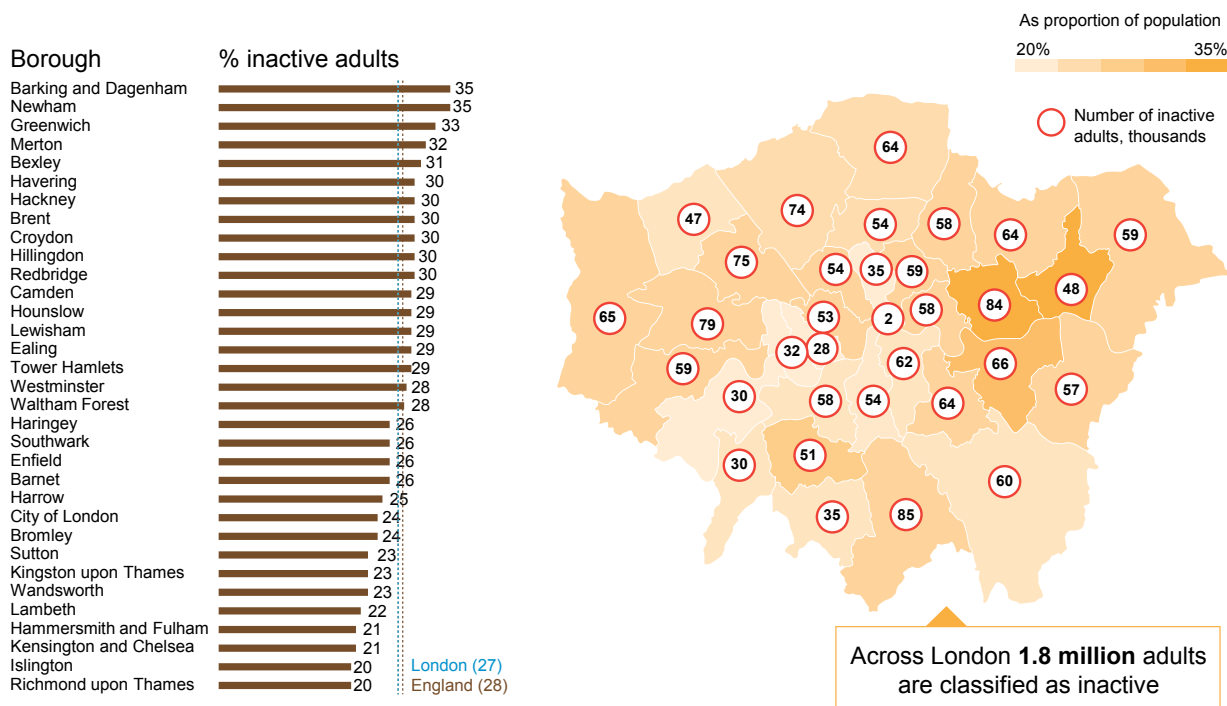 Borough % inactive adults
Barking and Dagenham 35
Newham 35
Greenwich 33
Merton 32
Bexley 31
Havering 30
Hackney 30
Brent 30
Croydon 30
Hillingdon 30
Redbridge 30
Camden 29
Hounslow 29
Lewisham 29
Ealing 29
Tower Hamlets 29
Westminster 28
Waltham Forest 28
Haringey 26
Southwark 26
Enfield 26
Barnet 26
Harrow 25
City of London 24
Bromley 24
Sutton 23
Kingston upon Thames 23
Wandsworth 23
Lambeth 22
Hammersmith and Fulham 21
Kensington and Chelsea 21
Islington 20
Richmond upon Thames 20
London (27)
England (28)
As proportion of population
20% 35%
Number of inactive
adults, thousands
64
47
74
54
58
64
59
75
54
35
59
48
84
65
79
53
2
58
32
28
62
66
59
30
58
54
64
57
51
30
60
35
85
Across London 1.8 million adults
are classified as inactive